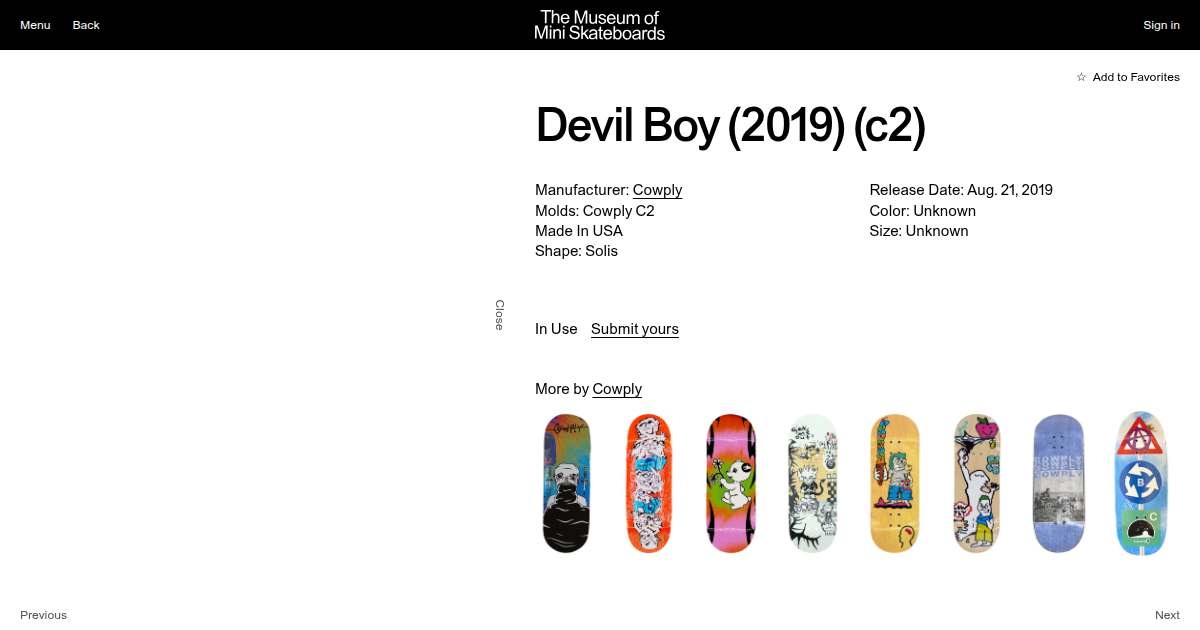 Menu
Back
The Museum of
Mini Skateboards
Sign in
☆ Add to Favorites
Devil Boy (2019) (c2)
Manufacturer: Cowply
Molds: Cowply C2
Made In USA
Shape: Solis
Release Date: Aug. 21, 2019
Color: Unknown
Size: Unknown
Close
In Use
Submit yours
More by Cowply
COWPLY
B
C
Previous
Next